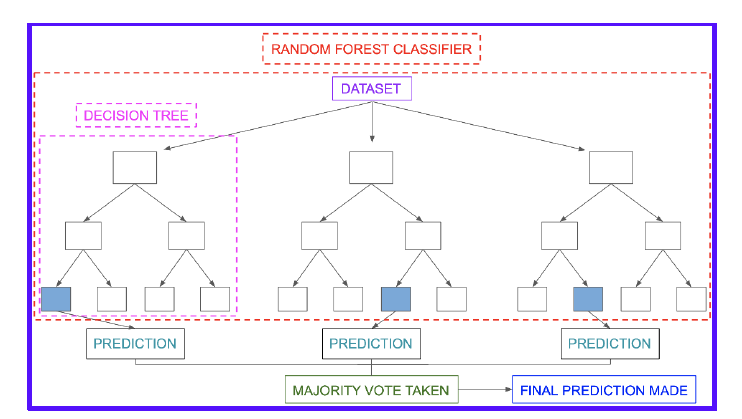 RANDOM FOREST CLASSIFIER
DATASET
DECISION TREE
PREDICTION
PREDICTION
PREDICTION
MAJORITY VOTE TAKEN
FINAL PREDICTION MADE